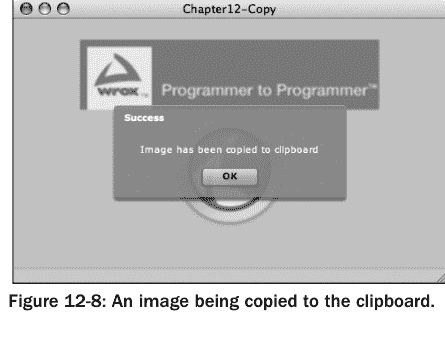 Chapter12-Copy
wrox™
Programmer to Programmer™
Success
Image has been copied to clipboard
OK
Figure 12-8: An image being copied to the clipboard.